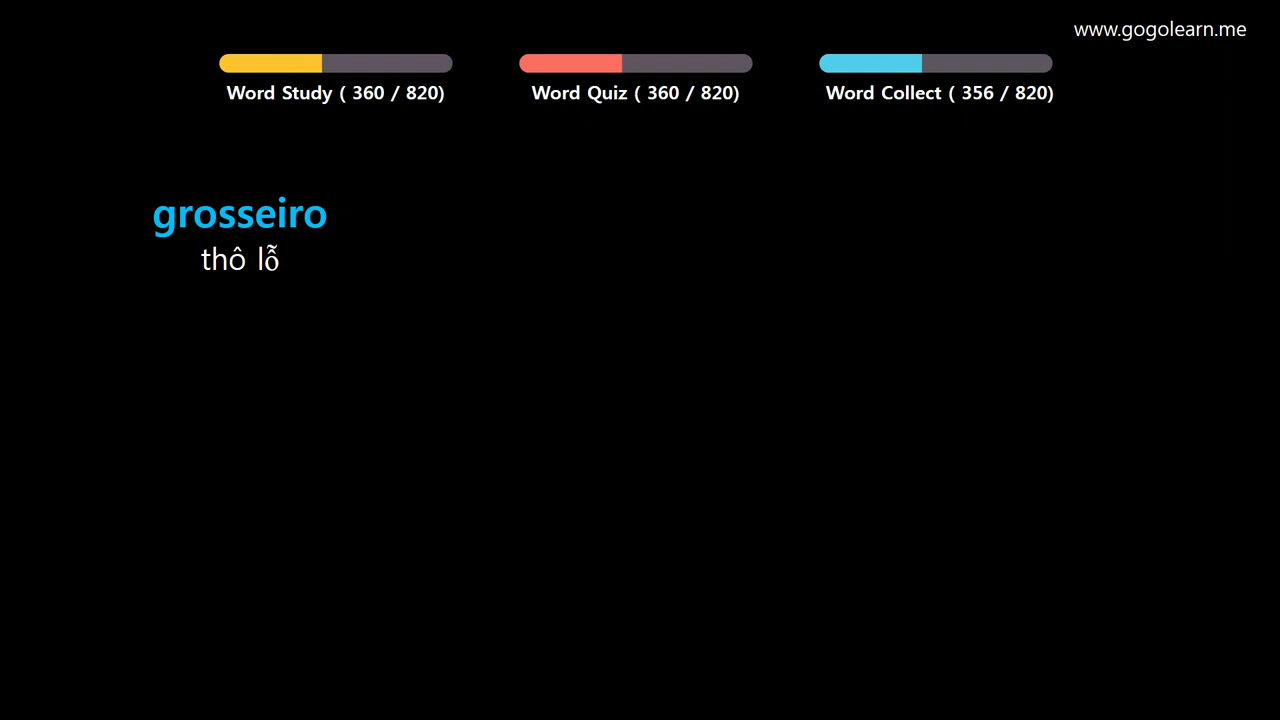 www.gogolearn.me
Word Study ( 360 / 820)
Word Quiz ( 360 / 820)
Word Collect ( 356 / 820)
grosseiro
thô lỗ